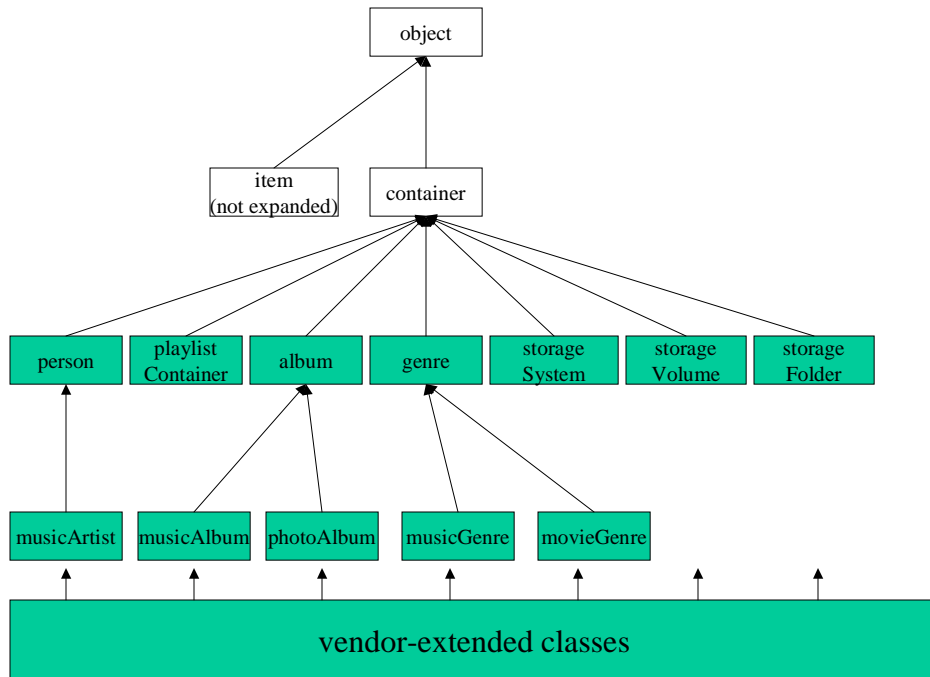 object
item
(not expanded)
container
person
playlist
Container
album
genre
storage
System
storage
Volume
storage
Folder
musicArtist
musicAlbum
photoAlbum
musicGenre
movieGenre
vendor-extended classes